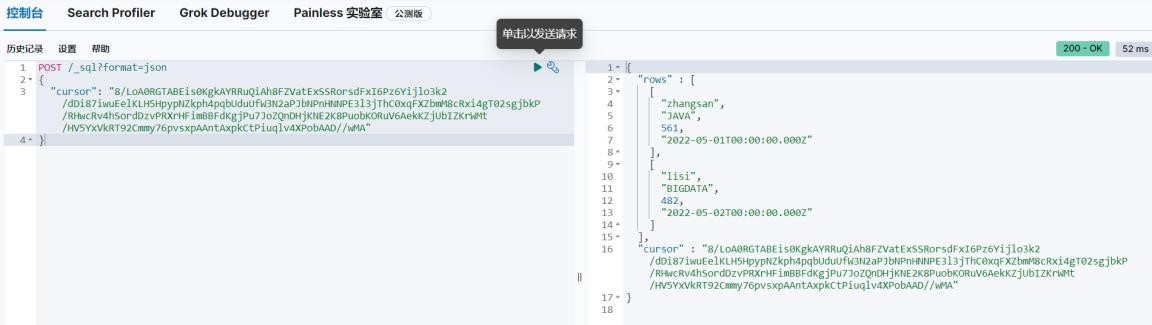 控制台 Search Profiler Grok Debugger Painless 实验室 公测版
单击以发送请求
历史记录 设置 帮助
200 - OK 52 ms
1 POST /_sql?format=json
2 {
3 "cursor": "8/LoA0RGTABEis0KgkAYRRuQiAh8FZVatExSSRorsdFxI6Pz6Yijlo3k2
/dDi87iwuEelKLH5HpypNZkph4pqbUduUfW3N2aPJbNPnHNNPE3l3jThC0xqFXZbmM8cRxi4gT02sgjbkP
/RHwcRv4hSordDzvPRXrHFimBBFdKgjPu7JoZQnDHjKNE2K8PuobKORuV6AekKZjUbIZKrWMt
/HV5YxVkRT92Cmmy76pvsxpAAntAxpkCtPiuqlv4XPobAAD//wMA"
4 }
1 {
2 "rows" : [
3 [
4 "zhangsan",
5 "JAVA",
6 561,
7 "2022-05-01T00:00:00.000Z"
8 ],
9 [
10 "lisi",
11 "BIGDATA",
12 482,
13 "2022-05-02T00:00:00.000Z"
14 ]
15 ],
16 "cursor" : "8/LoA0RGTABEis0KgkAYRRuQiAh8FZVatExSSRorsdFxI6Pz6Yijlo3k2
/dDi87iwuEelKLH5HpypNZkph4pqbUduUfW3N2aPJbNPnHNNPE3l3jThC0xqFXZbmM8cRxi4gT02sgjbkP
/RHwcRv4hSordDzvPRXrHFimBBFdKgjPu7JoZQnDHjKNE2K8PuobKORuV6AekKZjUbIZKrWMt
/HV5YxVkRT92Cmmy76pvsxpAAntAxpkCtPiuqlv4XPobAAD//wMA"
17 }
18